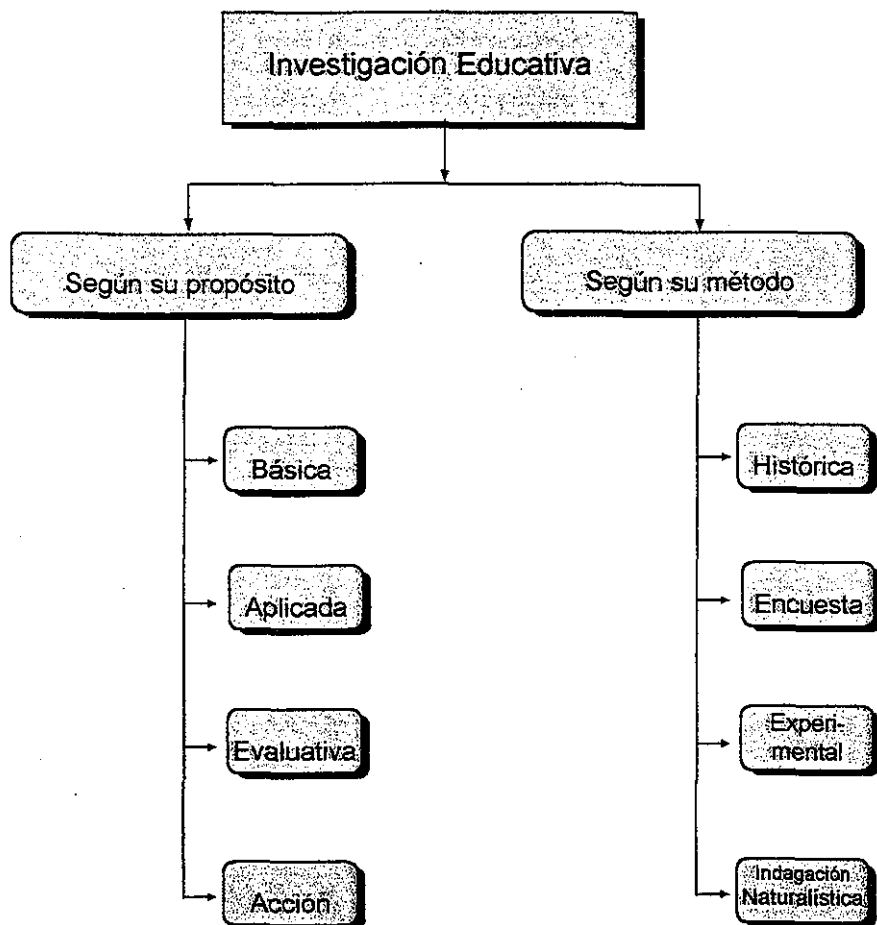 Investigación Educativa
Según su propósito
Según su método
Básica
Aplicada
Evaluativa
Acción
Histórica
Encuesta
Experi-
mental
Indagación
Naturalística